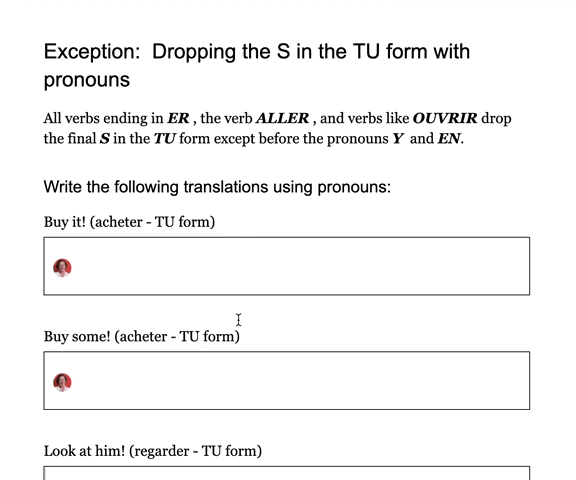 Exception:  Dropping the S in the TU form with
pronouns
All verbs ending in ER , the verb ALLER , and verbs like OUVRIR drop
the final S in the TU form except before the pronouns Y  and EN.
Write the following translations using pronouns:
Buy it! (acheter - TU form)
Buy some! (acheter - TU form)
Look at him! (regarder - TU form)